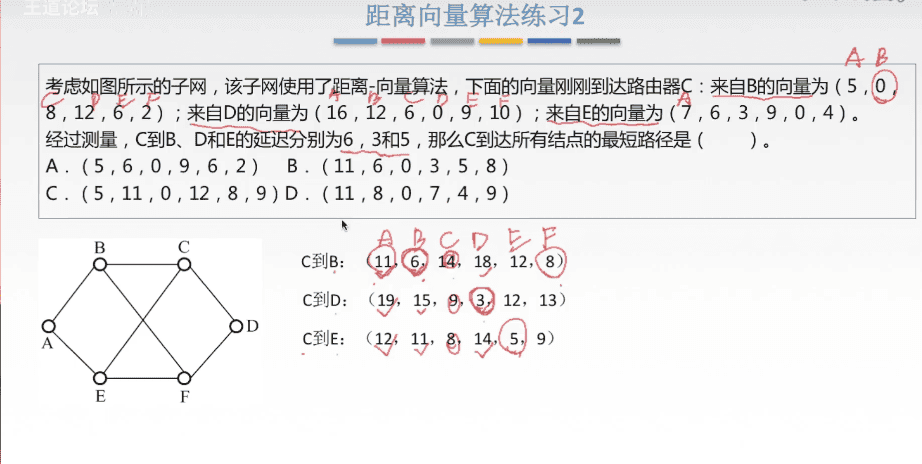 王道论坛
距离向量算法练习2
A B
考虑如图所示的子网，该子网使用了距离-向量算法，下面的向量刚刚到达路由器C：来自B的向量为（5，0，
C D E F A B C D E F A
8，12，6，2）；来自D的向量为（16，12，6，0，9，10）；来自E的向量为（7，6，3，9，0，4）。
经过测量，C到B、D和E的延迟分别为6，3和5，那么C到达所有结点的最短路径是（ ）。
A．（5，6，0，9，6，2） B．（11，6，0，3，5，8）
C．（5，11，0，12，8，9）D．（11，8，0，7，4，9）
A B C D E F
C到B：（11，6，14，18，12，8）
C到D：（19，15，9，3，12，13）
C到E：（12，11，8，14，5，9）
B C
A D
E F